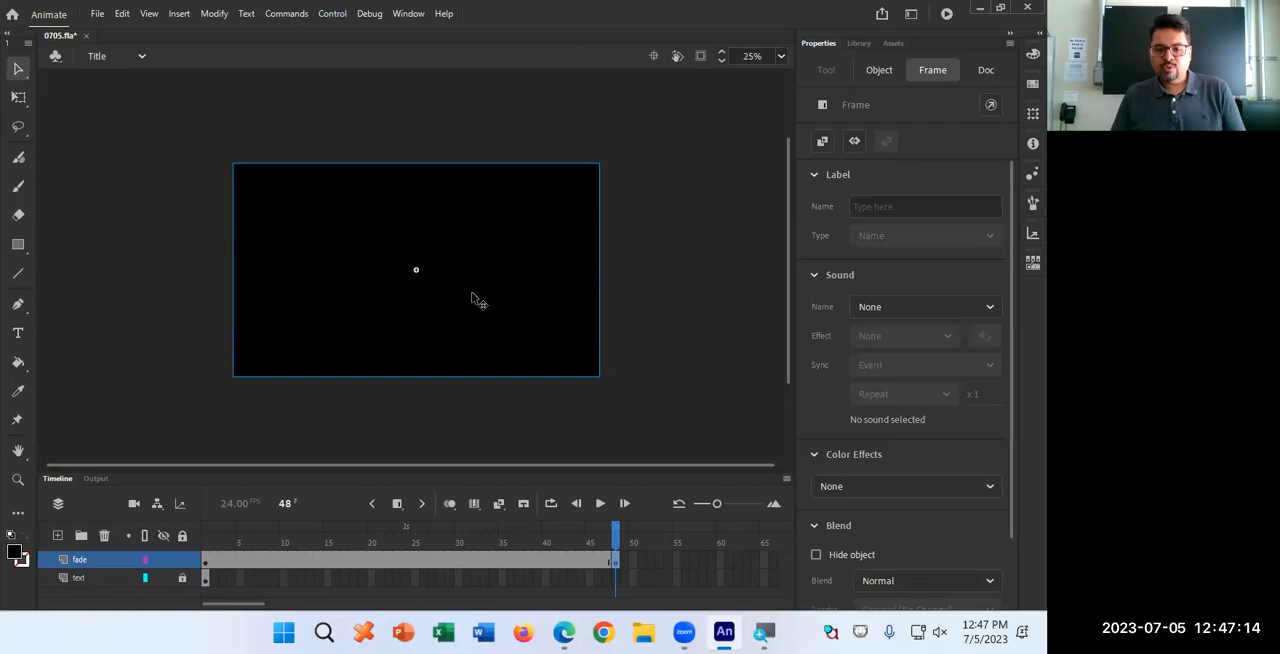 Animate File Edit View Insert Modify Text Commands Control Debug Window Help
0705.fla*
Title
25%
Properties Library Assets
Tool Object Frame Doc
Frame
Label
Name Type here
Type Name
Sound
Name None
Effect None
Sync Event
Repeat x 1
No sound selected
Color Effects
None
Blend
Hide object
Blend Normal
Timeline Output
24.00 FPS 48 F
2s
5 10 15 20 25 30 35 40 45 50 55 60 65
fade
text
12:47 PM
7/5/2023
2023-07-05 12:47:14